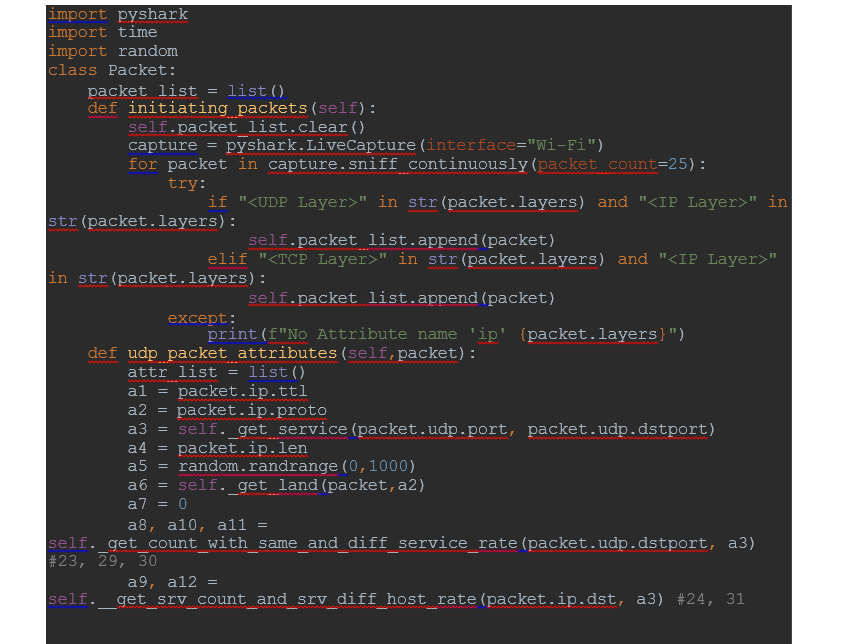 import pyshark
import time
import random
class Packet:
    packet_list = list()
    def initiating_packets(self):
        self.packet_list.clear()
        capture = pyshark.LiveCapture(interface="Wi-Fi")
        for packet in capture.sniff_continuously(packet_count=25):
            try:
                if "<UDP Layer>" in str(packet.layers) and "<IP Layer>" in
str(packet.layers):
                    self.packet_list.append(packet)
                elif "<TCP Layer>" in str(packet.layers) and "<IP Layer>"
in str(packet.layers):
                    self.packet_list.append(packet)
            except:
                print(f"No Attribute name 'ip' {packet.layers}")
    def udp_packet_attributes(self,packet):
        attr_list = list()
        a1 = packet.ip.ttl
        a2 = packet.ip.proto
        a3 = self._get_service(packet.udp.port, packet.udp.dstport)
        a4 = packet.ip.len
        a5 = random.randrange(0,1000)
        a6 = self._get_land(packet,a2)
        a7 = 0
        a8, a10, a11 =
self._get_count_with_same_and_diff_service_rate(packet.udp.dstport, a3)
#23, 29, 30
        a9, a12 =
self.__get_srv_count_and_srv_diff_host_rate(packet.ip.dst, a3) #24, 31